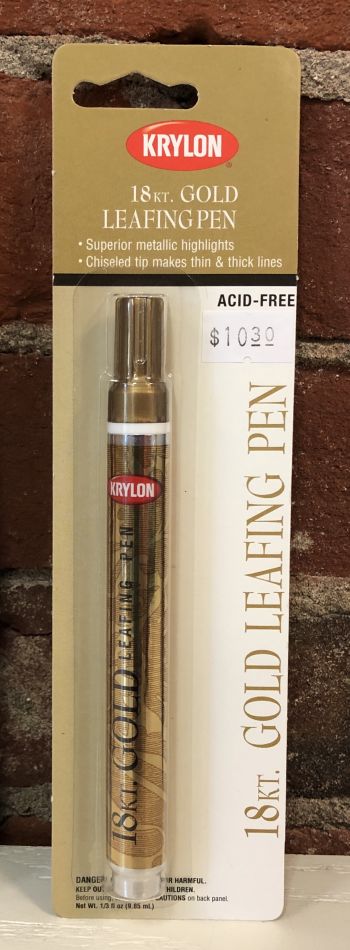 KRYLON
18 KT. GOLD
LEAFING PEN
• Superior metallic highlights
• Chiseled tip makes thin & thick lines
ACID-FREE
$10.30
KRYLON
18KT. GOLD LEAFING PEN
18KT. GOLD LEAFING PEN
DANGER HARMFUL.
KEEP OUT CHILDREN.
Before using, CAUTIONS on back panel.
Net Wt. 1/3 fl oz (9.85 mL)